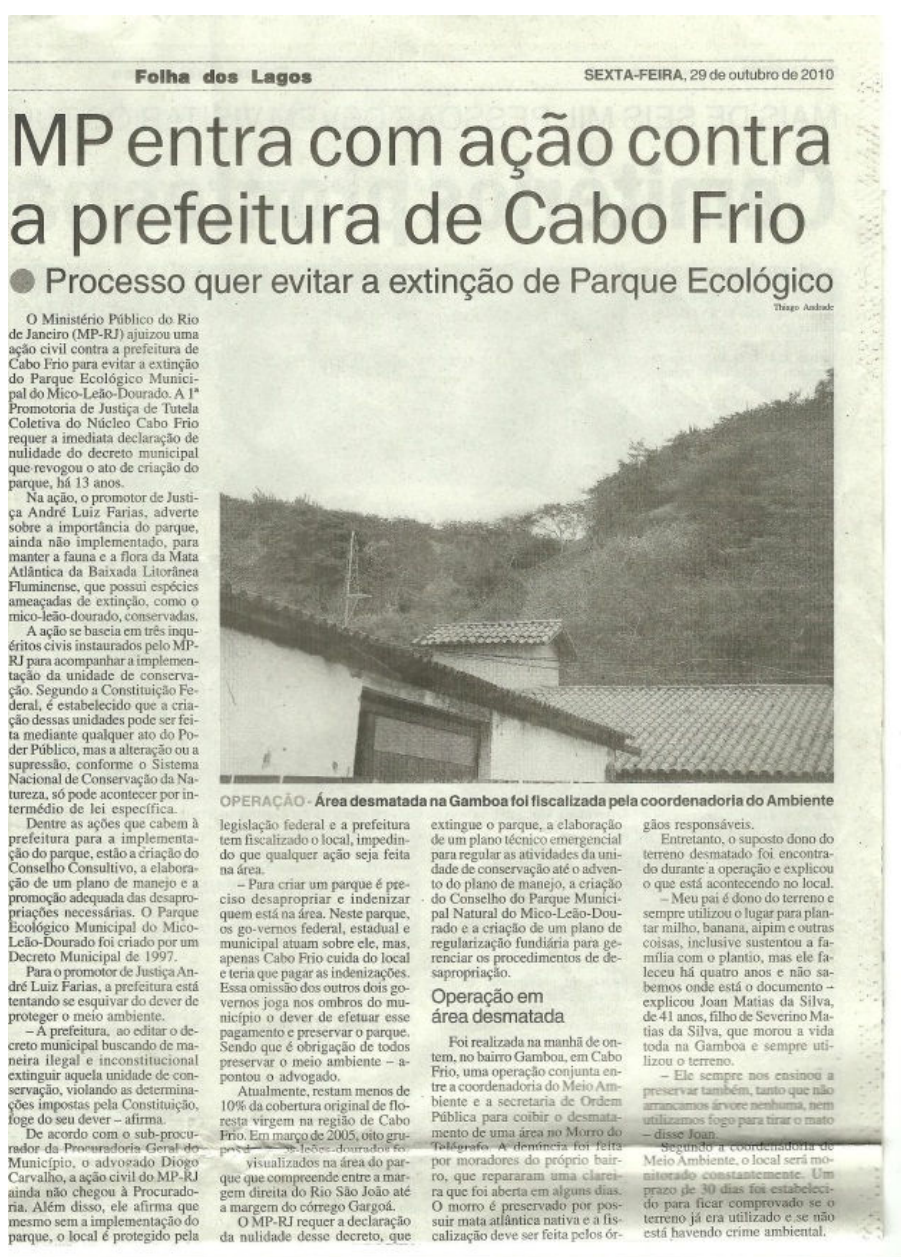 Folha dos Lagos
SEXTA-FEIRA, 29 de outubro de 2010
MP entra com ação contra
a prefeitura de Cabo Frio
● Processo quer evitar a extinção de Parque Ecológico
Thiago Andrade
O Ministério Público do Rio
de Janeiro (MP-RJ) ajuizou uma
ação civil contra a prefeitura de
Cabo Frio para evitar a extinção
do Parque Ecológico Munici-
pal do Mico-Leão-Dourado. A 1ª
Promotoria de Justiça de Tutela
Coletiva do Núcleo Cabo Frio
requer a imediata declaração de
nulidade do decreto municipal
que revogou o ato de criação do
parque, há 13 anos.
Na ação, o promotor de Justi-
ça André Luiz Farias, adverte
sobre a importância do parque,
ainda não implementado, para
manter a fauna e a flora da Mata
Atlântica da Baixada Litorânea
Fluminense, que possui espécies
ameaçadas de extinção, como o
mico-leão-dourado, conservadas.
A ação se baseia em três inqu-
éritos civis instaurados pelo MP-
RJ para acompanhar a implemen-
tação da unidade de conserva-
ção. Segundo a Constituição Fe-
deral, é estabelecido que a cria-
ção dessas unidades pode ser fei-
ta mediante qualquer ato do Po-
der Público, mas a alteração ou a
supressão, conforme o Sistema
Nacional de Conservação da Na-
tureza, só pode acontecer por in-
termédio de lei específica.
Dentre as ações que cabem à
prefeitura para a implementa-
ção do parque, estão a criação do
Conselho Consultivo, a elabora-
ção de um plano de manejo e a
promoção adequada das desapro-
priações necessárias. O Parque
Ecológico Municipal do Mico-
Leão-Dourado foi criado por um
Decreto Municipal de 1997.
Para o promotor de Justiça An-
dré Luiz Farias, a prefeitura está
tentando se esquivar do dever de
proteger o meio ambiente.
– A prefeitura, ao editar o de-
creto municipal buscando de ma-
neira ilegal e inconstitucional
extinguir aquela unidade de con-
servação, violando as determina-
ções impostas pela Constituição,
foge do seu dever – afirma.
De acordo com o sub-procu-
rador da Procuradoria Geral do
Município, o advogado Diogo
Carvalho, a ação civil do MP-RJ
ainda não chegou à Procurado-
ria. Além disso, ele afirma que
mesmo sem a implementação do
parque, o local é protegido pela
OPERAÇÃO - Área desmatada na Gamboa foi fiscalizada pela coordenadoria do Ambiente
legislação federal e a prefeitura
tem fiscalizado o local, impedin-
do que qualquer ação seja feita
na área.
– Para criar um parque é pre-
ciso desapropriar e indenizar
quem está na área. Neste parque,
os go-vernos federal, estadual e
municipal atuam sobre ele, mas,
apenas Cabo Frio cuida do local
e teria que pagar as indenizações.
Essa omissão dos outros dois go-
vernos joga nos ombros do mu-
nicípio o dever de efetuar esse
pagamento e preservar o parque.
Sendo que é obrigação de todos
preservar o meio ambiente – a-
pontou o advogado.
Atualmente, restam menos de
10% da cobertura original de flo-
resta virgem na região de Cabo
Frio. Em março de 2005, oito gru-
visualizados na área do par-
que que compreende entre a mar-
gem direita do Rio São João até
a margem do córrego Gargoá.
O MP-RJ requer a declaração
da nulidade desse decreto, que
extingue o parque, a elaboração
de um plano técnico emergencial
para regular as atividades da uni-
dade de conservação até o adven-
to do plano de manejo, a criação
do Conselho do Parque Munici-
pal Natural do Mico-Leão-Dou-
rado e a criação de um plano de
regularização fundiária para ge-
renciar os procedimentos de de-
sapropriação.
Operação em
área desmatada
Foi realizada na manhã de on-
tem, no bairro Gamboa, em Cabo
Frio, uma operação conjunta en-
tre a coordenadoria do Meio Am-
biente e a secretaria de Ordem
Pública para coibir o desmata-
mento de uma área no Morro do
Telégrafo. A denúncia foi feita
por moradores do próprio bair-
ro, que repararam uma clarei-
ra que foi aberta em alguns dias.
O morro é preservado por pos-
suir mata atlântica nativa e a fis-
calização deve ser feita pelos ór-
gãos responsáveis.
Entretanto, o suposto dono do
terreno desmatado foi encontra-
do durante a operação e explicou
o que está acontecendo no local.
– Meu pai é dono do terreno e
sempre utilizou o lugar para plan-
tar milho, banana, aipim e outras
coisas, inclusive sustentou a fa-
mília com o plantio, mas ele fa-
leceu há quatro anos e não sa-
bemos onde está o documento –
explicou Joan Matias da Silva,
de 41 anos, filho de Severino Ma-
tias da Silva, que morou a vida
toda na Gamboa e sempre uti-
lizou o terreno.
– Ele sempre nos ensinou a
preservar também, tanto que não
arrancamos árvore nenhuma, nem
utilizamos fogo para tirar o mato
– disse Joan.
Segundo a coordenadoria de
Meio Ambiente, o local será mo-
nitorado constantemente. Um
prazo de 30 dias foi estabeleci-
do para ficar comprovado se o
terreno já era utilizado e se não
está havendo crime ambiental.